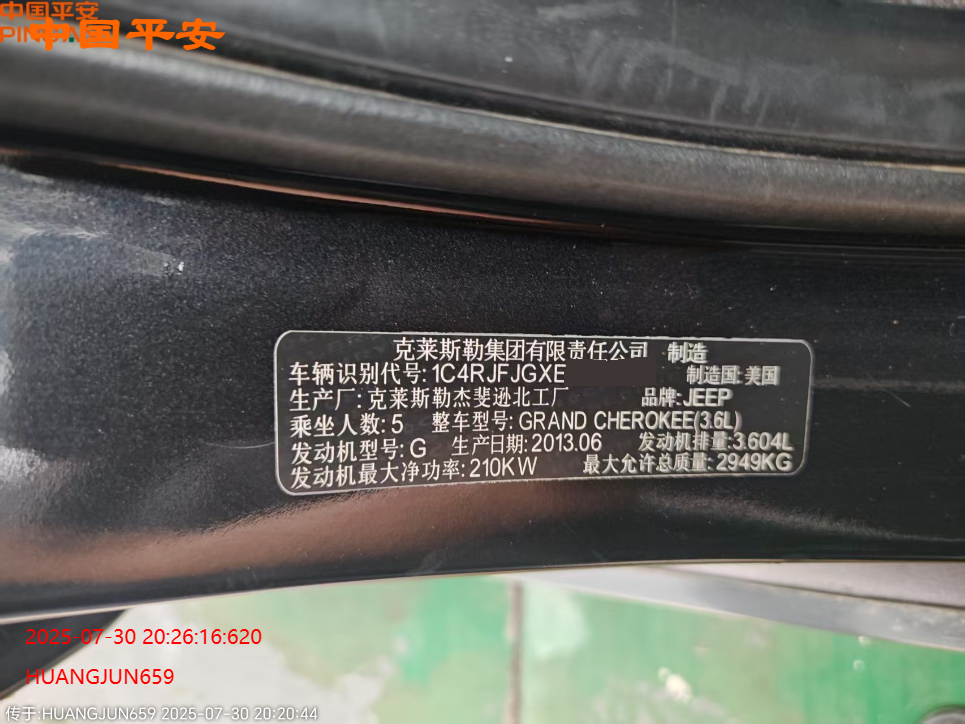 中国平安
中国平安
克莱斯勒集团有限责任公司 制造
车辆识别代号:1C4RJFJGXE 制造国:美国
生产厂:克莱斯勒杰斐逊北工厂 品牌:JEEP
乘坐人数:5 整车型号:GRAND CHEROKEE(3.6L)
发动机型号:G 生产日期:2013.06 发动机排量:3.604L
发动机最大净功率:210KW 最大允许总质量:2949KG
2025-07-30 20:26:16:620
HUANGJUN659
传于:HUANGJUN659 2025-07-30 20:20:44